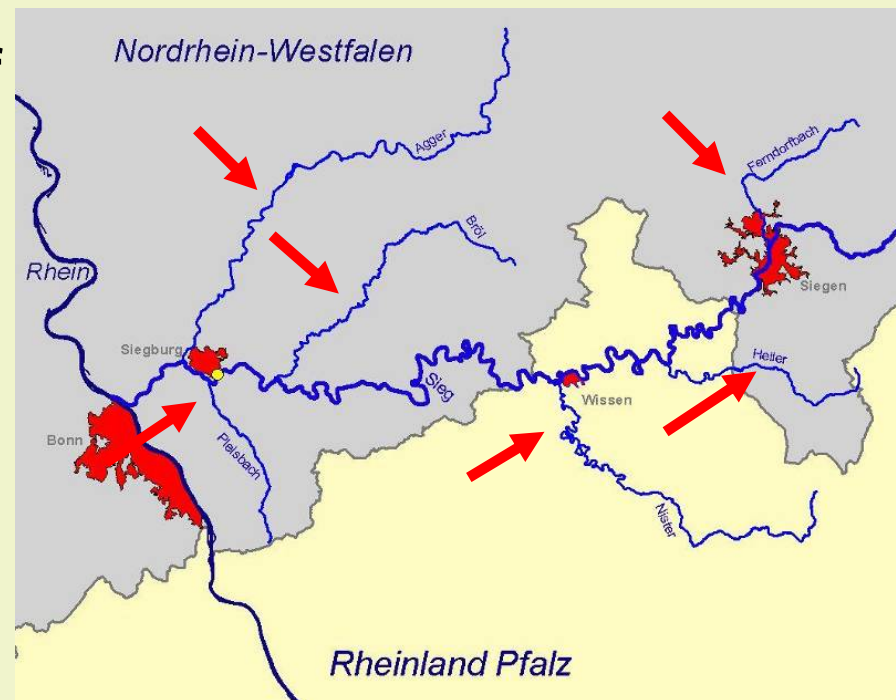 Nordrhein-Westfalen
Agger
Ferndorfbach
Bröl
Rhein
Siegen
Siegburg
Heller
Sieg
Wissen
Bonn
Pleisbach
Nister
Rheinland Pfalz